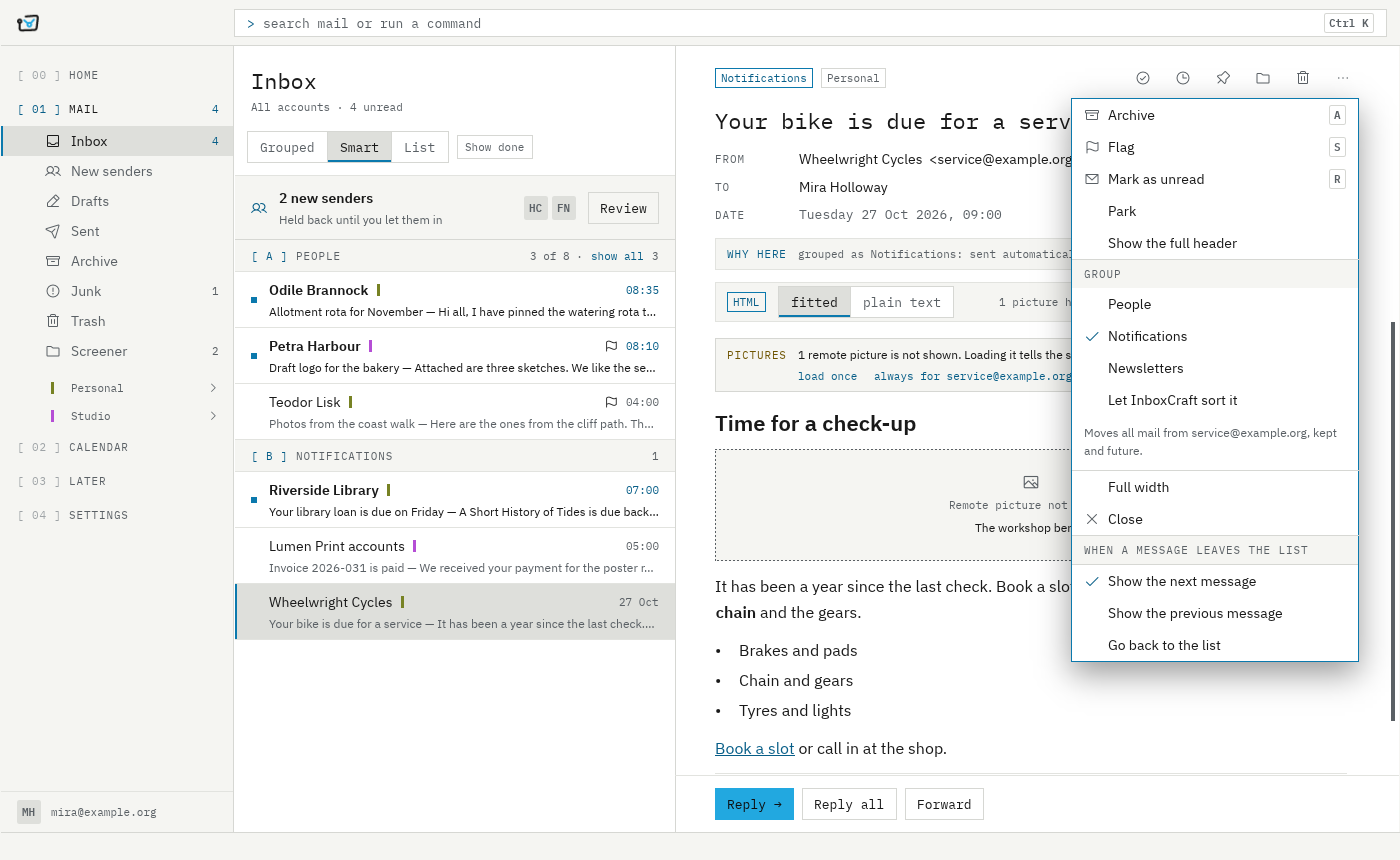 > search mail or run a command
Ctrl K
[ 00 ] HOME
[ 01 ] MAIL 4
Inbox 4
New senders
Drafts
Sent
Archive
Junk 1
Trash
Screener 2
Personal
Studio
[ 02 ] CALENDAR
[ 03 ] LATER
[ 04 ] SETTINGS
MH mira@example.org
Inbox
All accounts · 4 unread
Grouped Smart List Show done
2 new senders
Held back until you let them in
HC FN Review
[ A ] PEOPLE 3 of 8 · show all 3
Odile Brannock 08:35
Allotment rota for November — Hi all, I have pinned the watering rota t...
Petra Harbour 08:10
Draft logo for the bakery — Attached are three sketches. We like the se...
Teodor Lisk 04:00
Photos from the coast walk — Here are the ones from the cliff path. Th...
[ B ] NOTIFICATIONS 1
Riverside Library 07:00
Your library loan is due on Friday — A Short History of Tides is due back...
Lumen Print accounts 05:00
Invoice 2026-031 is paid — We received your payment for the poster r...
Wheelwright Cycles 27 Oct
Your bike is due for a service — It has been a year since the last check....
Notifications Personal
Your bike is due for a serv
FROM Wheelwright Cycles <service@example.org
TO Mira Holloway
DATE Tuesday 27 Oct 2026, 09:00
WHY HERE grouped as Notifications: sent automatical
HTML fitted plain text 1 picture h
PICTURES 1 remote picture is not shown. Loading it tells the s
load once always for service@example.org
Time for a check-up
Remote picture not
The workshop ben
It has been a year since the last check. Book a slo
chain and the gears.
• Brakes and pads
• Chain and gears
• Tyres and lights
Book a slot or call in at the shop.
Reply → Reply all Forward
Archive A
Flag S
Mark as unread R
Park
Show the full header
GROUP
People
Notifications
Newsletters
Let InboxCraft sort it
Moves all mail from service@example.org, kept
and future.
Full width
Close
WHEN A MESSAGE LEAVES THE LIST
Show the next message
Show the previous message
Go back to the list